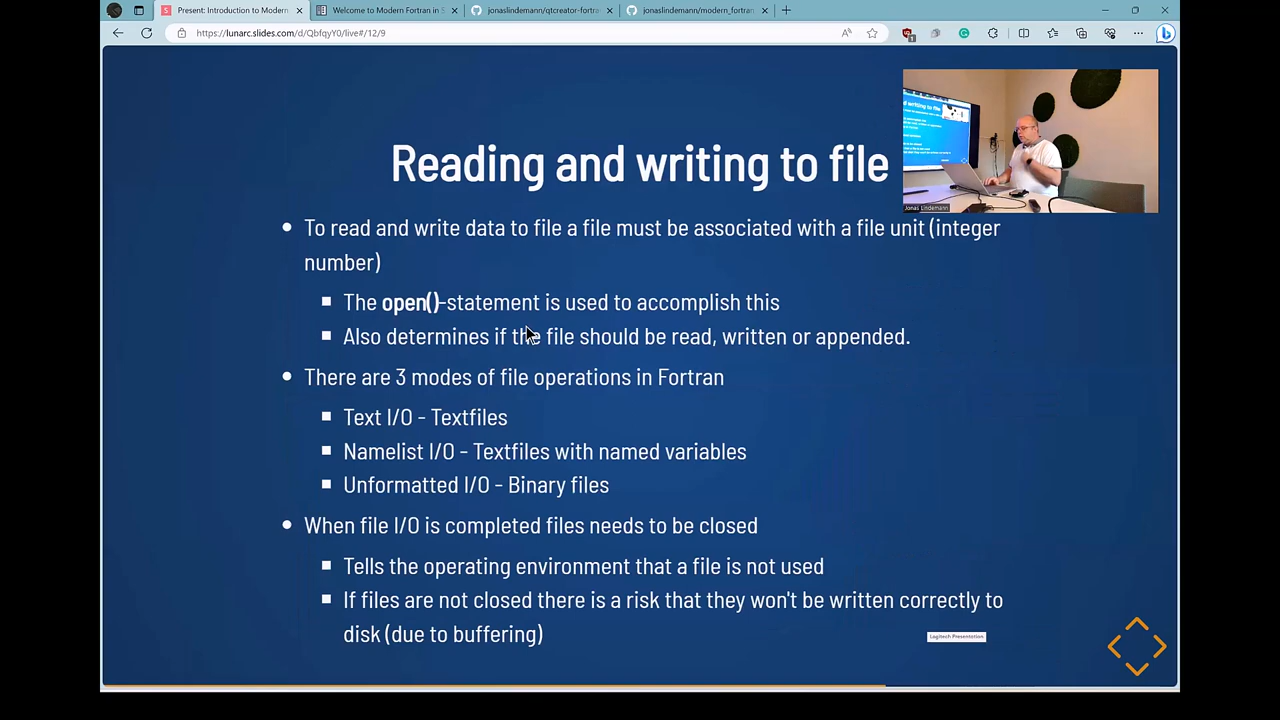 Present: Introduction to Modern
Welcome to Modern Fortran in S
jonaslindemann/qtcreator-fortra
jonaslindemann/modern_fortran
https://lunarc.slides.com/d/QbfqyY0/live#/12/9
Reading and writing to file
Jonas Lindemann
To read and write data to file a file must be associated with a file unit (integer
number)
The open()-statement is used to accomplish this
Also determines if the file should be read, written or appended.
There are 3 modes of file operations in Fortran
Text I/O - Textfiles
Namelist I/O - Textfiles with named variables
Unformatted I/O - Binary files
When file I/O is completed files needs to be closed
Tells the operating environment that a file is not used
If files are not closed there is a risk that they won't be written correctly to
disk (due to buffering)
Logitech Presentation